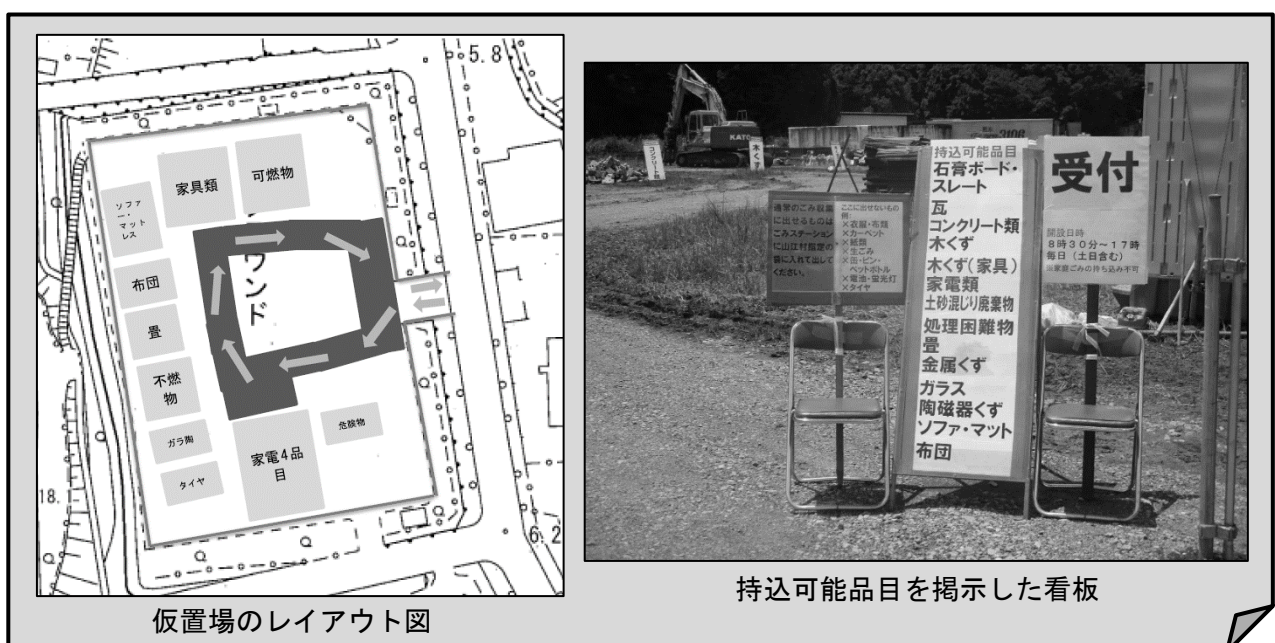 5.8
家具類
可燃物
ソファ
ー・
マット
レス
ウンド
布団
畳
不燃
物
ガラ陶
タイヤ
家電4品
目
危険物
18.
6.2
仮置場のレイアウト図
コンクリート類
KATO
木くず
通常のごみ収集
に出せるものは
ごみステーション
に山江村指定の
袋に入れて出して
ください。
ここに出せないもの
例:
×衣服・布類
×カーペット
×紙類
×生ごみ
×缶・ビン・
ペットボトル
×電池・蛍光灯
×タイヤ
持込可能品目
石膏ボード・
スレート
瓦
コンクリート類
木くず
木くず(家具)
家電類
土砂混じり廃棄物
処理困難物
畳
金属くず
ガラス
陶磁器くず
ソファ・マット
布団
受付
開設日時
8時30分~17時
毎日(土日含む)
※家庭ごみの持ち込み不可
持込可能品目を掲示した看板